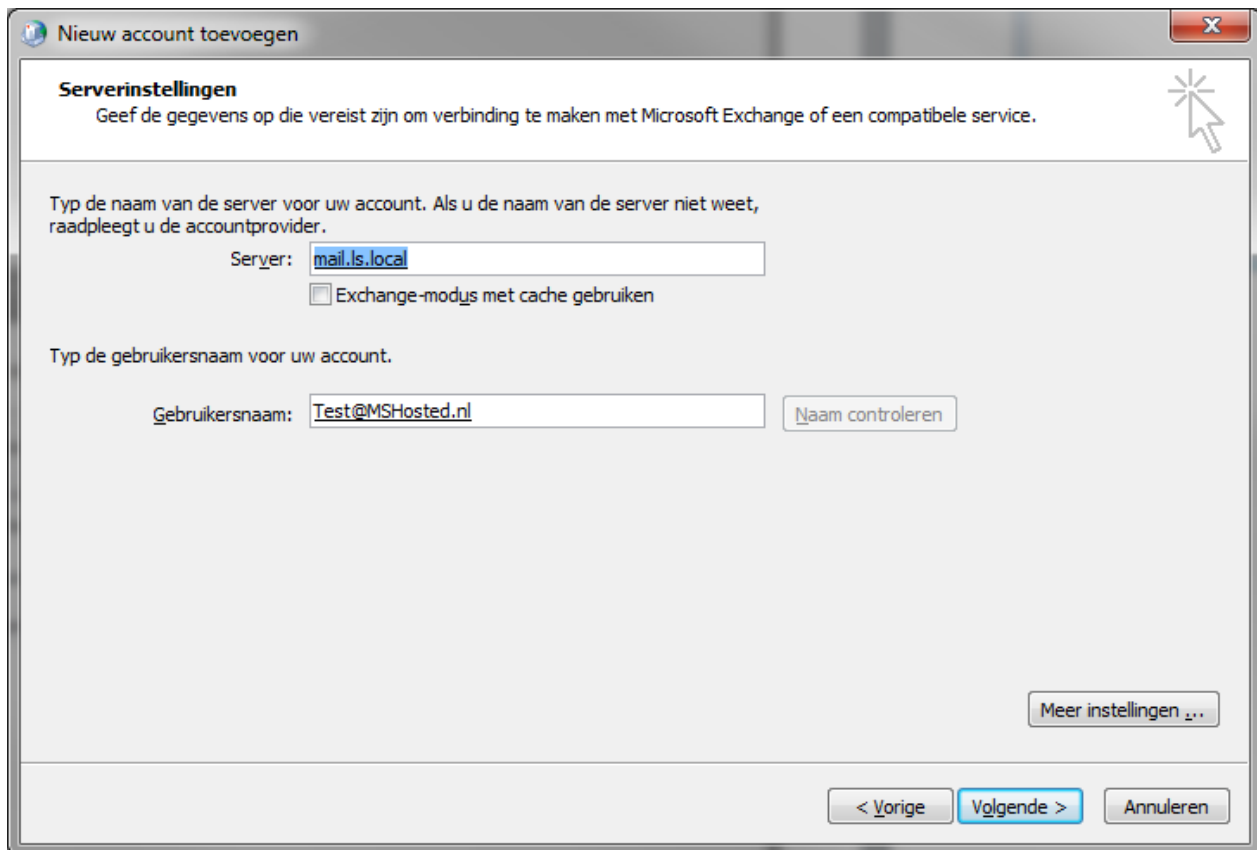 Nieuw account toevoegen
Serverinstellingen
Geef de gegevens op die vereist zijn om verbinding te maken met Microsoft Exchange of een compatibele service.
Typ de naam van de server voor uw account. Als u de naam van de server niet weet,
raadpleegt u de accountprovider.
Server: mail.ls.local
Exchange-modus met cache gebruiken
Typ de gebruikersnaam voor uw account.
Gebruikersnaam: Test@MSHosted.nl Naam controleren
Meer instellingen ...
< Vorige Volgende > Annuleren